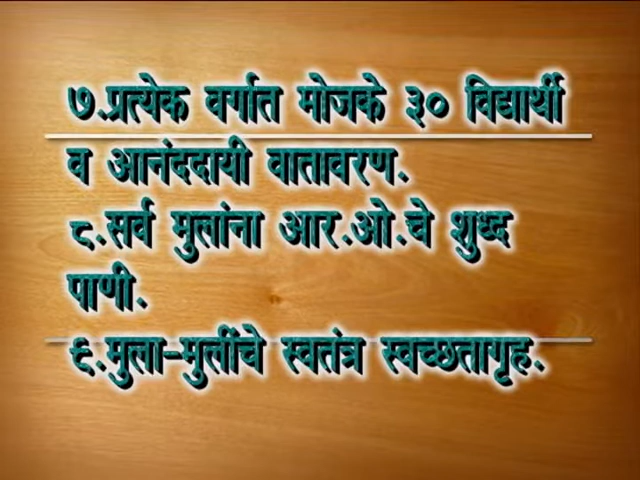 ७.प्रत्येक वर्गात मोजके ३० विद्यार्थी
व आनंददायी वातावरण.
८.सर्व मुलांना आर.ओ.चे शुध्द
पाणी.
९.मुला-मुलींचे स्वतंत्र स्वच्छतागृह.